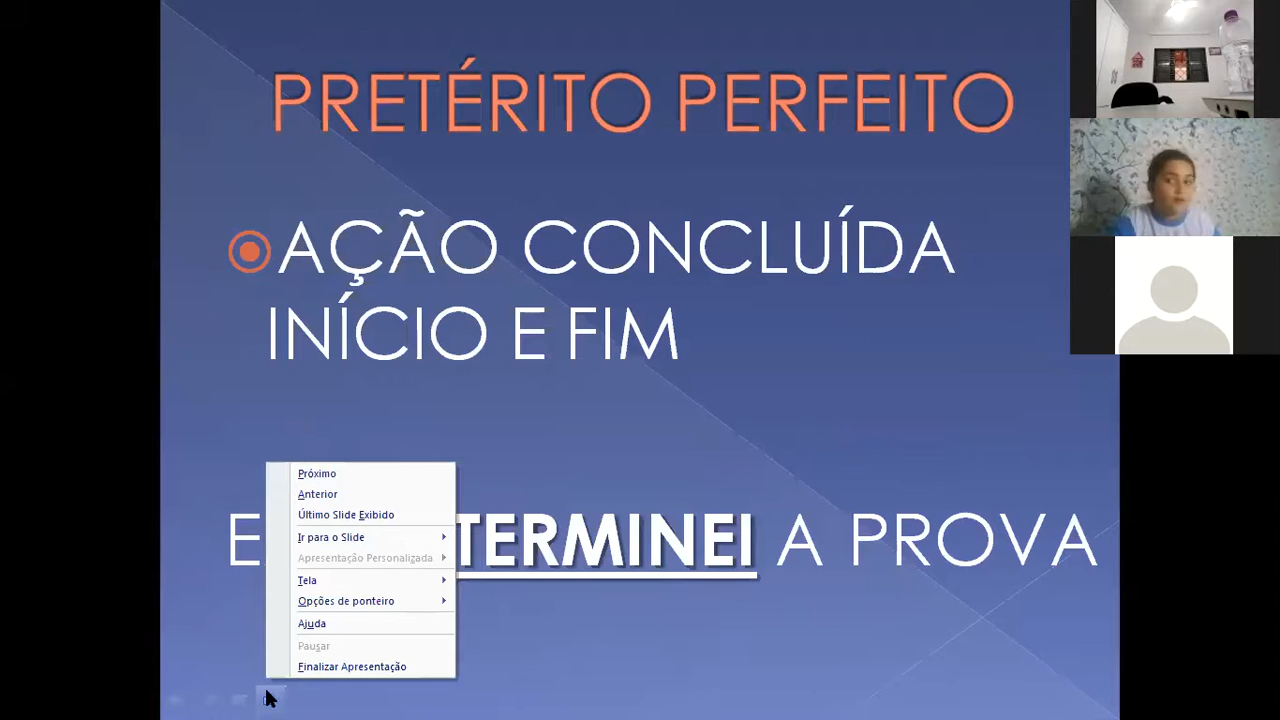 PRETÉRITO PERFEITO
AÇÃO CONCLUÍDA
INÍCIO E FIM
TERMINEI A PROVA
Próximo
Anterior
Último Slide Exibido
Ir para o Slide
Apresentação Personalizada
Tela
Opções de ponteiro
Ajuda
Pausar
Finalizar Apresentação